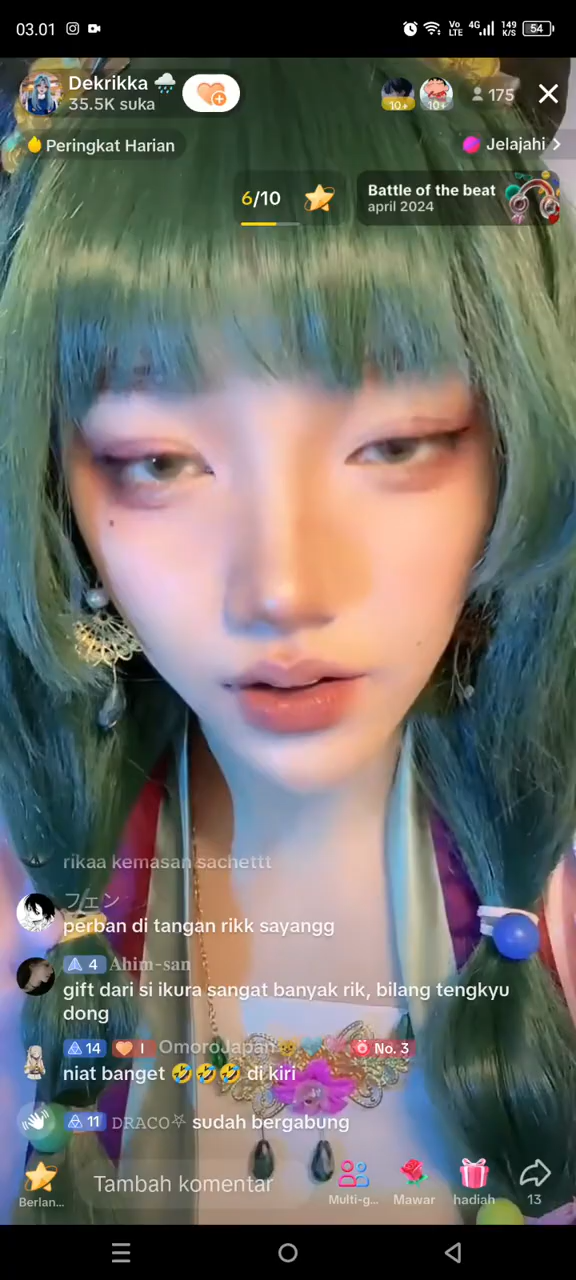 03.01
Vo LTE 4G 149 K/S 54
Dekrikka
35.5K suka
10+ 10+ 175
Peringkat Harian
Jelajahi
6/10
Battle of the beat
april 2024
rikaa kemasan sachettt
フェン
perban di tangan rikk sayangg
4 Ahim-san
gift dari si ikura sangat banyak rik, bilang tengkyu
dong
14 I OmoroJapan No. 3
niat banget 🤣🤣🤣 di kiri
11 DRACO sudah bergabung
Tambah komentar
Berlan... Multi-g... Mawar hadiah 13